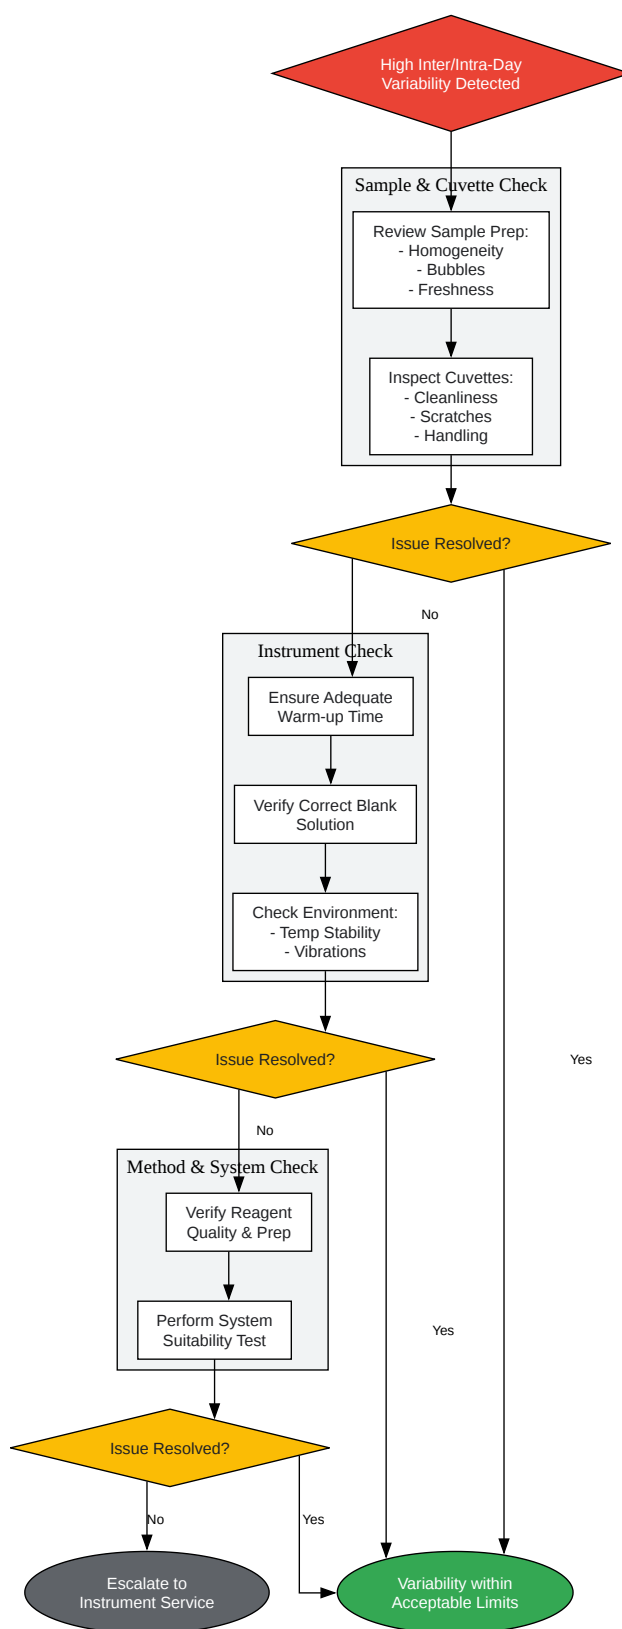 High Inter/Intra-Day
Variability Detected
Sample & Cuvette Check
Review Sample Prep:
- Homogeneity
- Bubbles
- Freshness
Inspect Cuvettes:
- Cleanliness
- Scratches
- Handling
Issue Resolved?
No
Instrument Check
Ensure Adequate
Warm-up Time
Verify Correct Blank
Solution
Check Environment:
- Temp Stability
- Vibrations
Issue Resolved?
Yes
No
Method & System Check
Verify Reagent
Quality & Prep
Perform System
Suitability Test
Yes
Issue Resolved?
No
Yes
Escalate to
Instrument Service
Variability within
Acceptable Limits